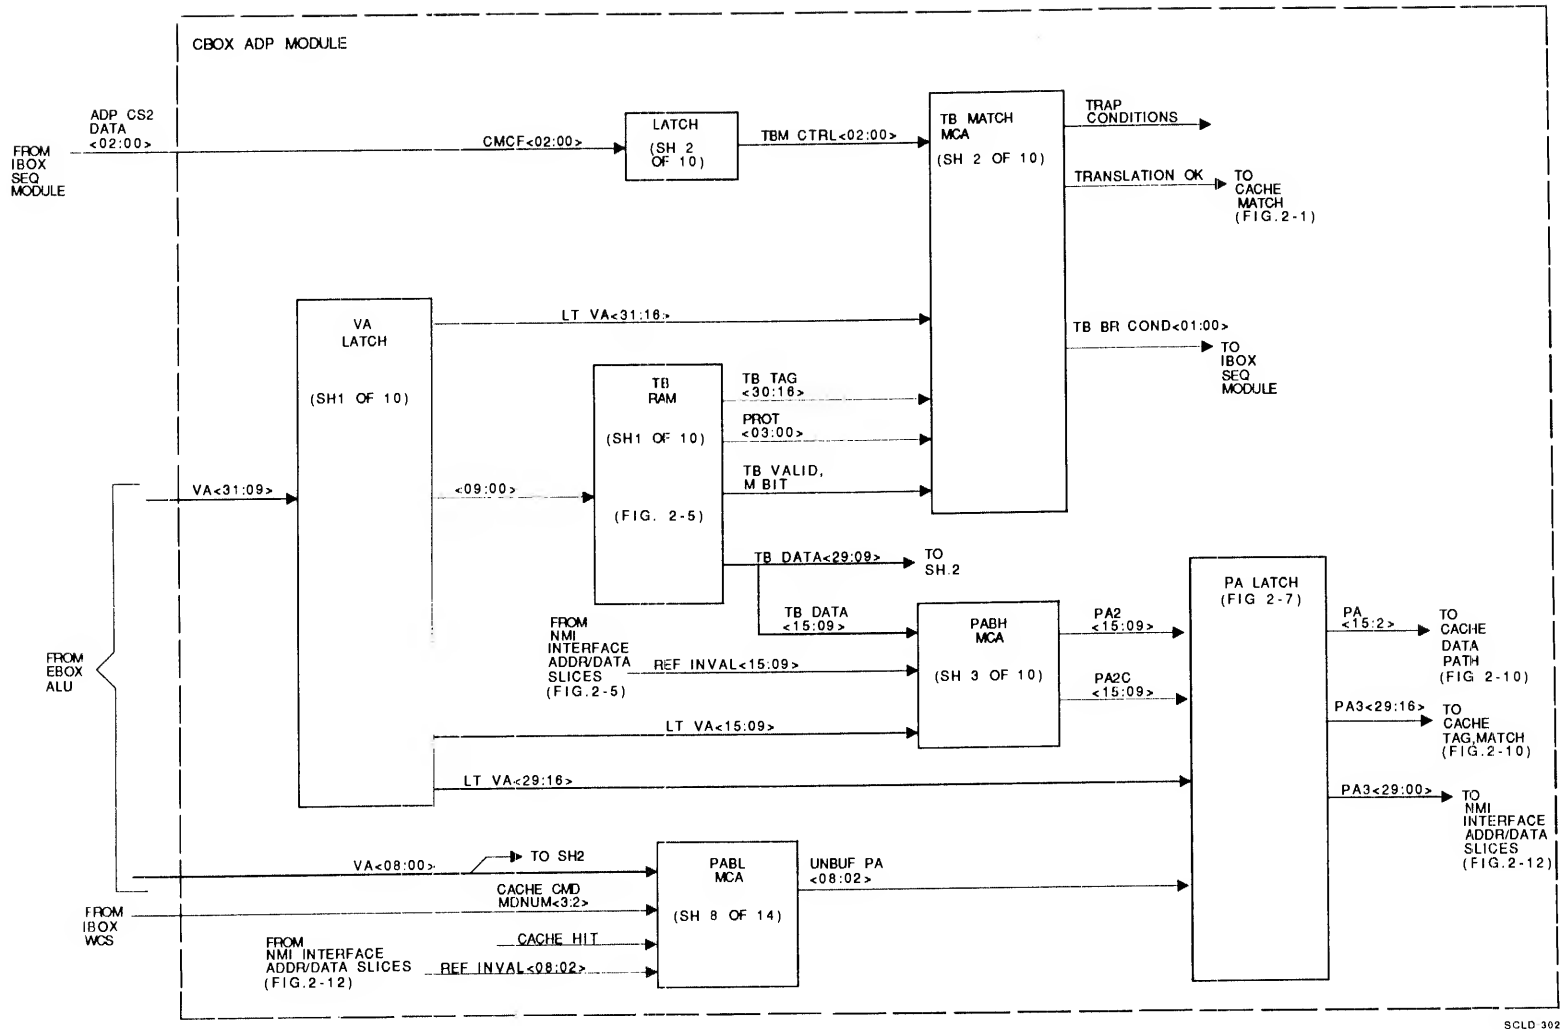 CBOX ADP MODULE
ADP CS2
DATA
<02:00>
FROM
IBOX
SEQ
MODULE
CMCF<02:00>
LATCH
(SH 2
OF 10)
TBM CTRL<02:00>
TB MATCH
MCA
(SH 2 OF 10)
TRAP
CONDITIONS
TRANSLATION OK
TO
CACHE
MATCH
(FIG.2-1)
TB BR COND<01:00>
TO
IBOX
SEQ
MODULE
VA
LATCH
(SH1 OF 10)
LT VA<31:16>
TB
RAM
(SH1 OF 10)
(FIG. 2-5)
TB TAG
<30:16>
PROT
<03:00>
TB VALID,
M BIT
VA<31:09>
<09:00>
TB DATA<29:09>
TO
SH.2
TB DATA
<15:09>
FROM
NMI
INTERFACE
ADDR/DATA
SLICES
(FIG.2-5)
REF INVAL<15:09>
PABH
MCA
(SH 3 OF 10)
PA2
<15:09>
PA2C
<15:09>
PA LATCH
(FIG 2-7)
PA
<15:2>
TO
CACHE
DATA
PATH
(FIG 2-10)
PA3<29:16>
TO
CACHE
TAG,MATCH
(FIG.2-10)
PA3<29:00>
TO
NMI
INTERFACE
ADDR/DATA
SLICES
(FIG.2-12)
FROM
EBOX
ALU
LT VA<15:09>
LT VA<29:16>
VA<08:00>
TO SH2
CACHE CMD
MDNUM<3:2>
FROM
IBOX
WCS
CACHE HIT
FROM
NMI INTERFACE
ADDR/DATA SLICES
(FIG.2-12)
REF INVAL<08:02>
PABL
MCA
(SH 8 OF 14)
UNBUF PA
<08:02>
SCLD-302